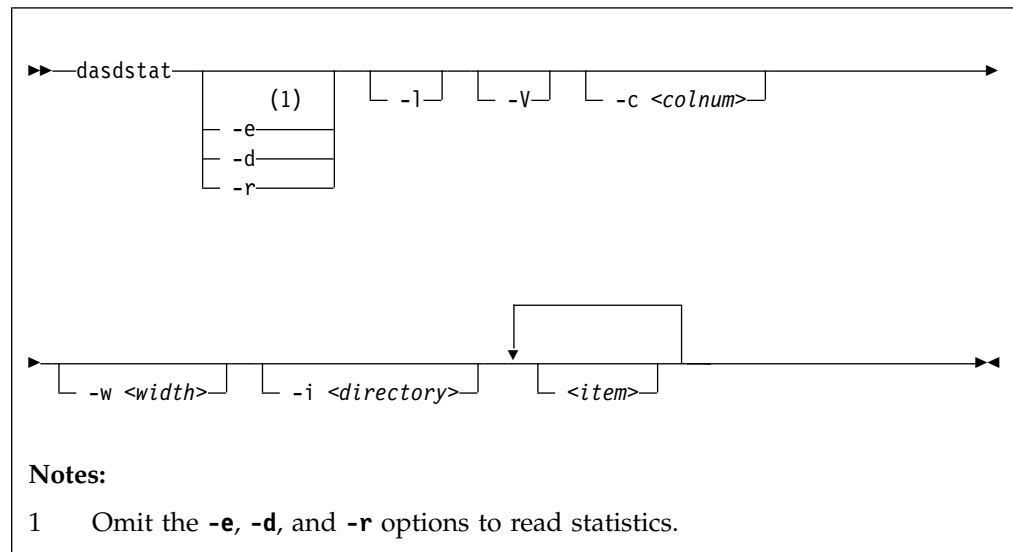 dasdstat
(1)
-e
-d
-r
-l
-V
-c <colnum>
-w <width>
-i <directory>
<item>
Notes:
1 Omit the -e, -d, and -r options to read statistics.